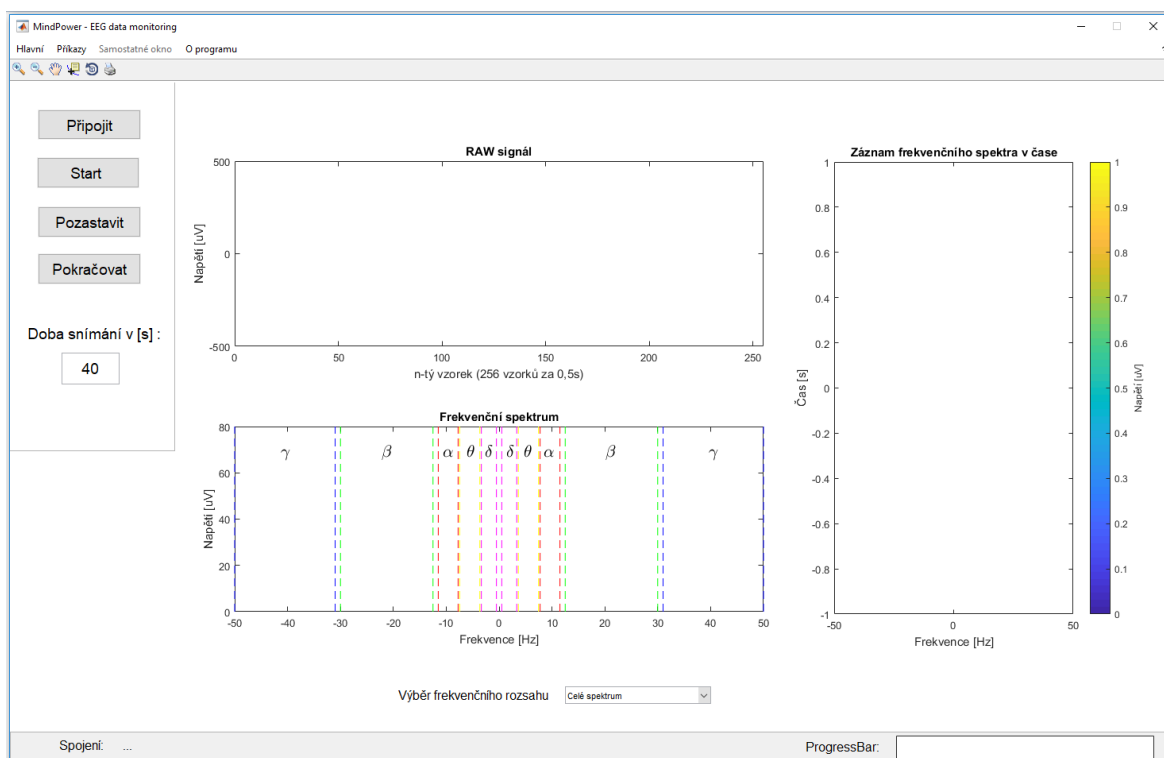 MindPower - EEG data monitoring
Hlavní Příkazy Samostatné okno O programu
Připojit
Start
Pozastavit
Pokračovat
Doba snímání v [s] :
40
RAW signál
Napětí [uV]
500
0
-500
0 50 100 150 200 250
n-tý vzorek (256 vzorků za 0,5s)
Frekvenční spektrum
Napětí [uV]
80
60
40
20
0
γ β α θ δ δ θ α β γ
-50 -40 -30 -20 -10 0 10 20 30 40 50
Frekvence [Hz]
Záznam frekvenčního spektra v čase
Čas [s]
1
0.8
0.6
0.4
0.2
0
-0.2
-0.4
-0.6
-0.8
-1
-50 0 50
Frekvence [Hz]
1
0.9
0.8
0.7
0.6
0.5
0.4
0.3
0.2
0.1
0
Napětí [uV]
Výběr frekvenčního rozsahu Celé spektrum
Spojení: ...
ProgressBar: